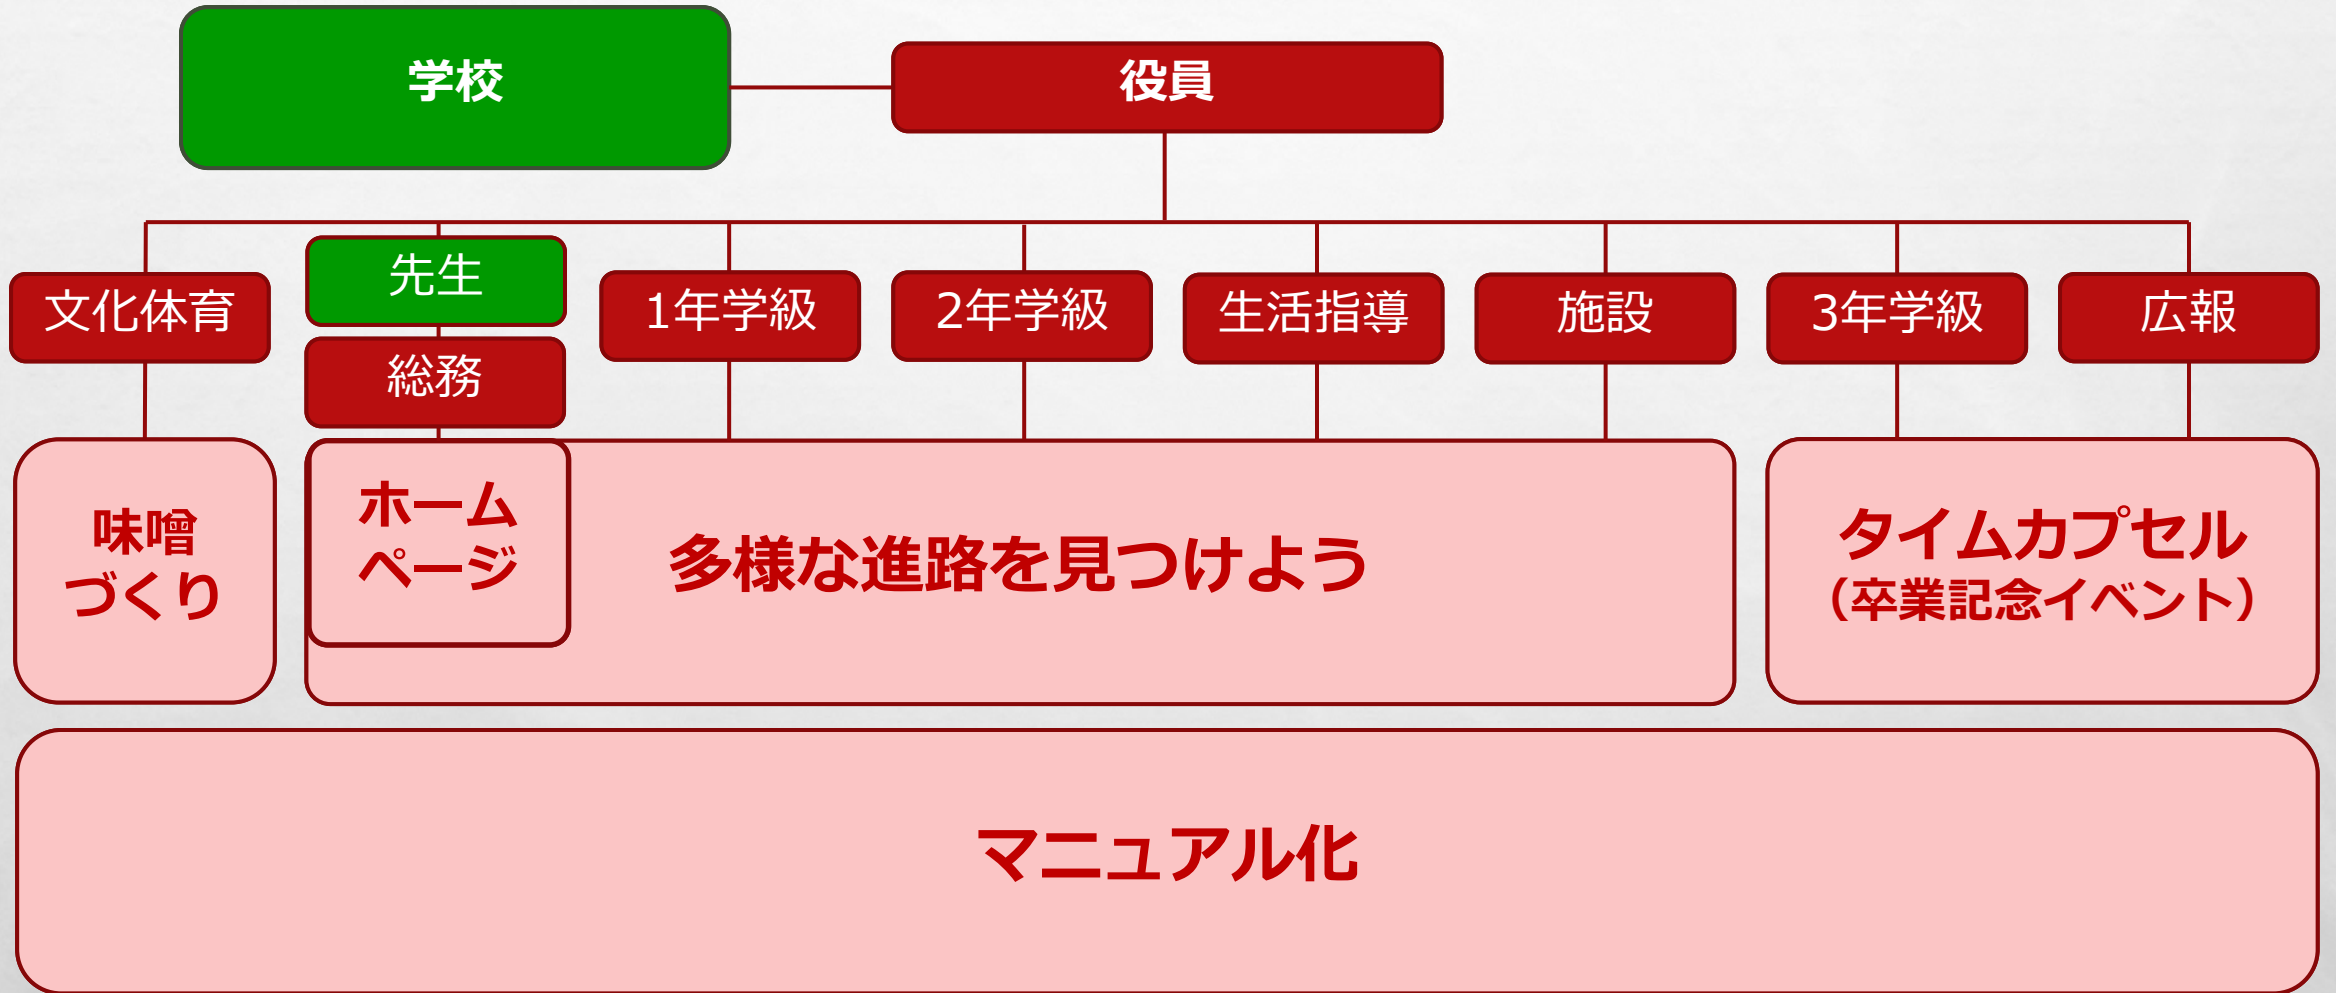 学校
役員
文化体育
先生
総務
1年学級
2年学級
生活指導
施設
3年学級
広報
味噌
づくり
ホーム
ページ
多様な進路を見つけよう
タイムカプセル
（卒業記念イベント）
マニュアル化